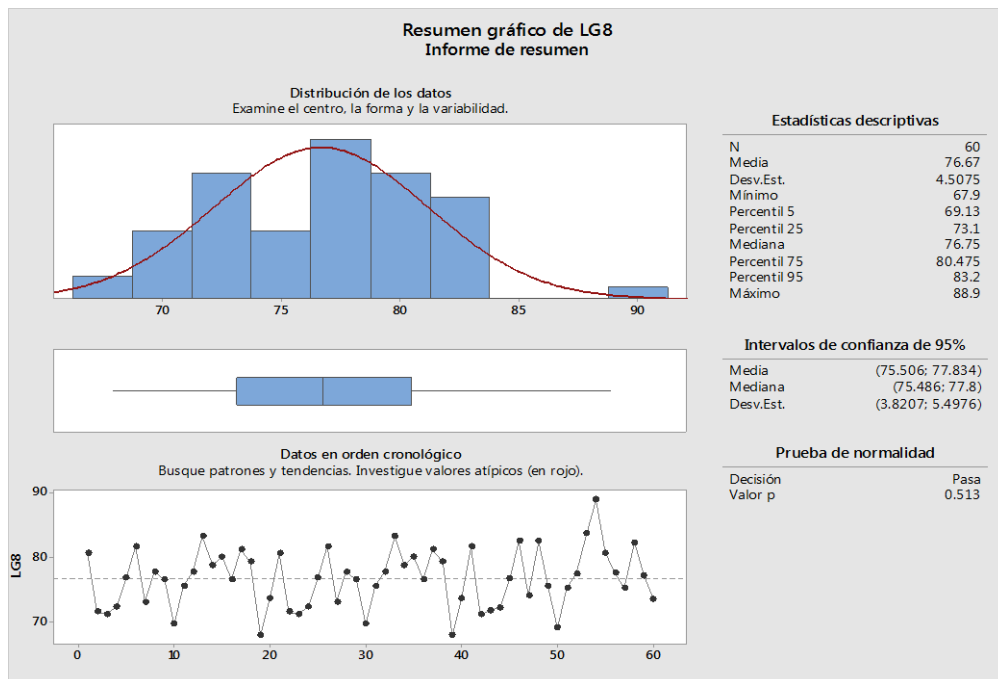 Resumen gráfico de LG8
Informe de resumen
Distribución de los datos
Examine el centro, la forma y la variabilidad.
70 75 80 85 90
Datos en orden cronológico
Busque patrones y tendencias. Investigue valores atípicos (en rojo).
LG8
90
80
70
0 10 20 30 40 50 60
Estadísticas descriptivas
N 60
Media 76.67
Desv.Est. 4.5075
Mínimo 67.9
Percentil 5 69.13
Percentil 25 73.1
Mediana 76.75
Percentil 75 80.475
Percentil 95 83.2
Máximo 88.9
Intervalos de confianza de 95%
Media (75.506; 77.834)
Mediana (75.486; 77.8)
Desv.Est. (3.8207; 5.4976)
Prueba de normalidad
Decisión Pasa
Valor p 0.513